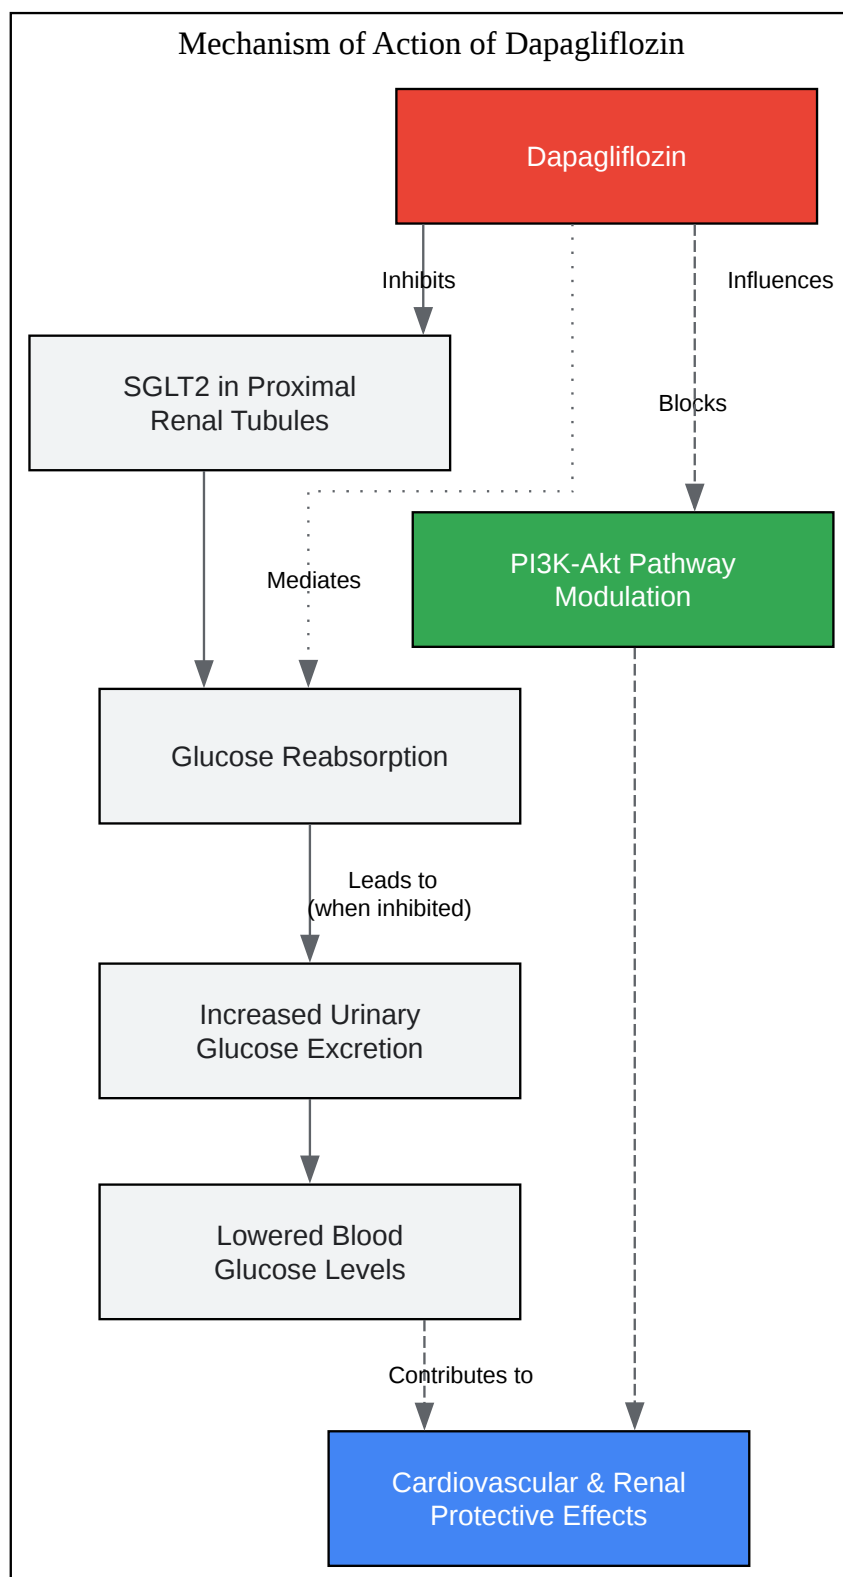 Mechanism of Action of Dapagliflozin
Dapagliflozin
Inhibits
Influences
SGLT2 in Proximal
Renal Tubules
Blocks
PI3K-Akt Pathway
Modulation
Mediates
Glucose Reabsorption
Leads to
(when inhibited)
Increased Urinary
Glucose Excretion
Lowered Blood
Glucose Levels
Contributes to
Cardiovascular & Renal
Protective Effects